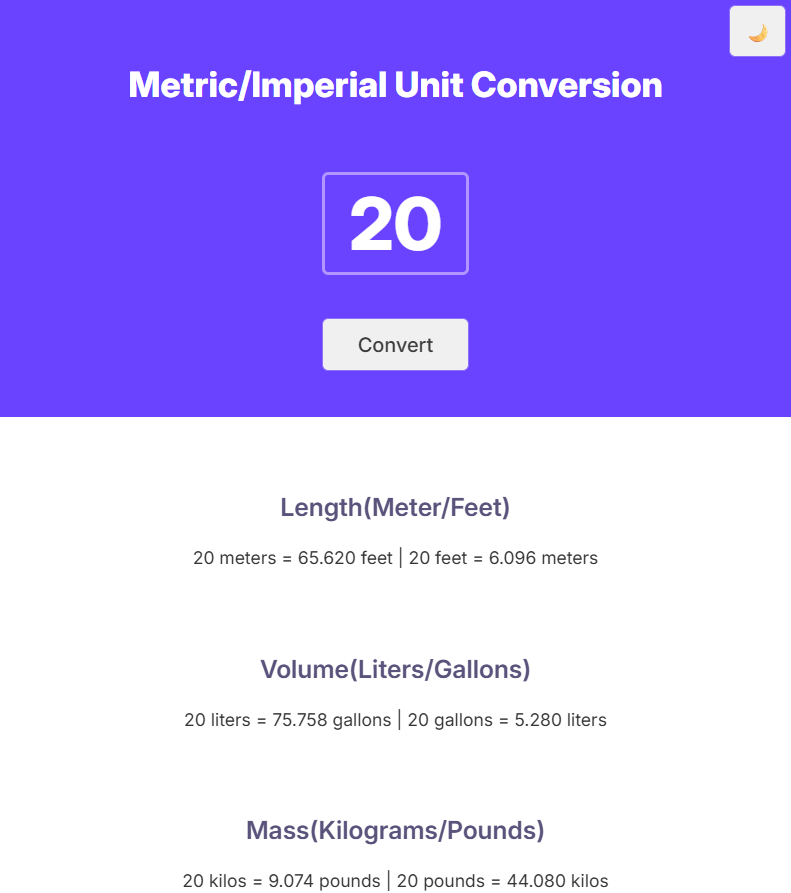 Metric/Imperial Unit Conversion
20
Convert
Length(Meter/Feet)
20 meters = 65.620 feet | 20 feet = 6.096 meters
Volume(Liters/Gallons)
20 liters = 75.758 gallons | 20 gallons = 5.280 liters
Mass(Kilograms/Pounds)
20 kilos = 9.074 pounds | 20 pounds = 44.080 kilos